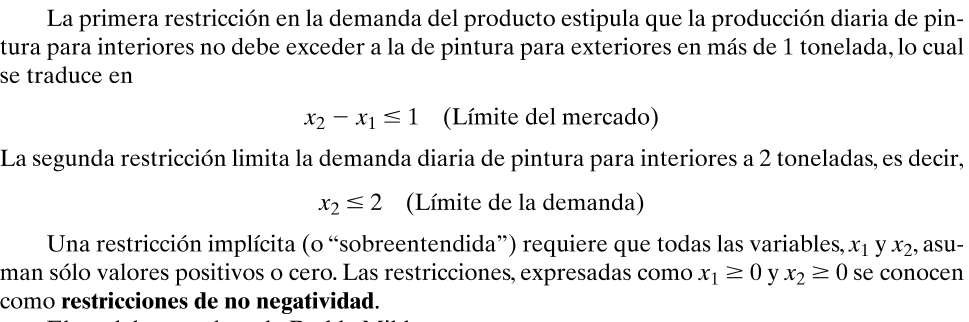 La primera restricción en la demanda del producto estipula que la producción diaria de pin-
tura para interiores no debe exceder a la de pintura para exteriores en más de 1 tonelada, lo cual
se traduce en
x₂ − x₁ ≤ 1 (Límite del mercado)
La segunda restricción limita la demanda diaria de pintura para interiores a 2 toneladas, es decir,
x₂ ≤ 2 (Límite de la demanda)
Una restricción implícita (o “sobreentendida”) requiere que todas las variables, x₁ y x₂, asu-
man sólo valores positivos o cero. Las restricciones, expresadas como x₁ ≥ 0 y x₂ ≥ 0 se conocen
como restricciones de no negatividad.